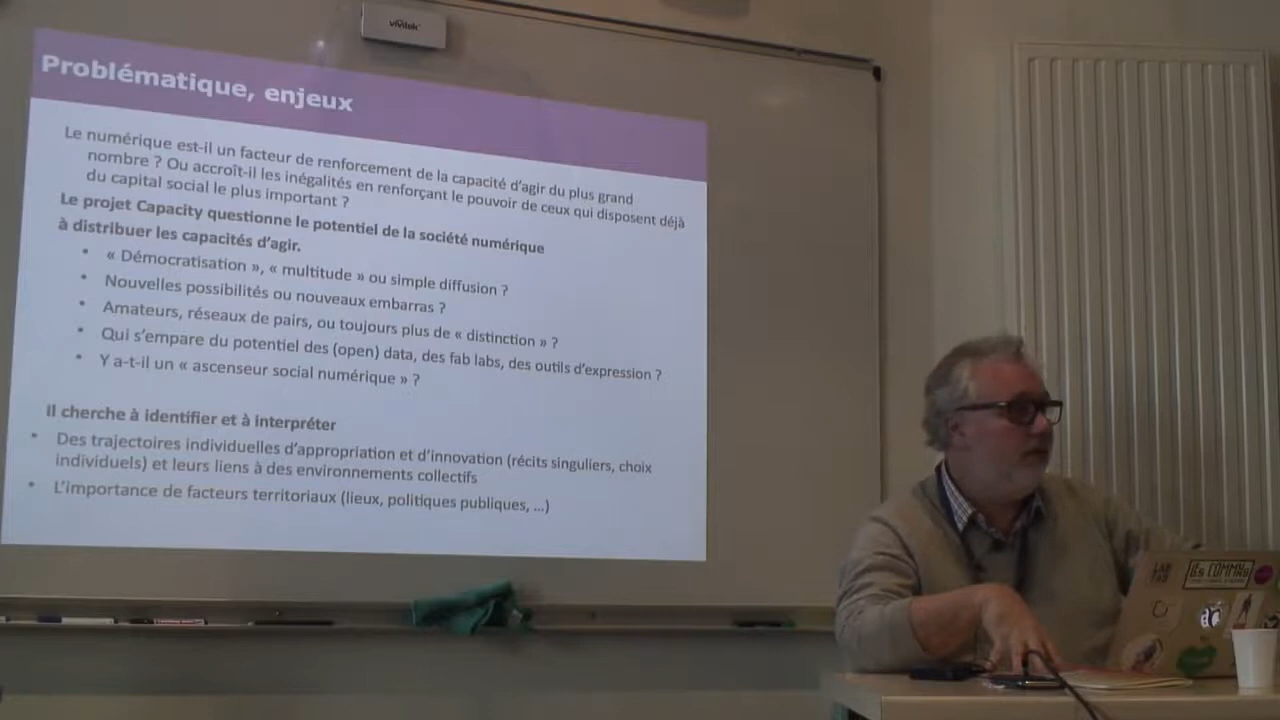 vivitek
Problématique, enjeux
Le numérique est-il un facteur de renforcement de la capacité d'agir du plus grand
nombre ? Ou accroît-il les inégalités en renforçant le pouvoir de ceux qui disposent déjà
du capital social le plus important ?
Le projet Capacity questionne le potentiel de la société numérique
à distribuer les capacités d'agir.
• « Démocratisation », « multitude » ou simple diffusion ?
• Nouvelles possibilités ou nouveaux embarras ?
• Amateurs, réseaux de pairs, ou toujours plus de « distinction » ?
• Qui s'empare du potentiel des (open) data, des fab labs, des outils d'expression ?
• Y a-t-il un « ascenseur social numérique » ?
Il cherche à identifier et à interpréter
• Des trajectoires individuelles d'appropriation et d'innovation (récits singuliers, choix
individuels) et leurs liens à des environnements collectifs
• L'importance de facteurs territoriaux (lieux, politiques publiques, ...)
LES COMMUNS